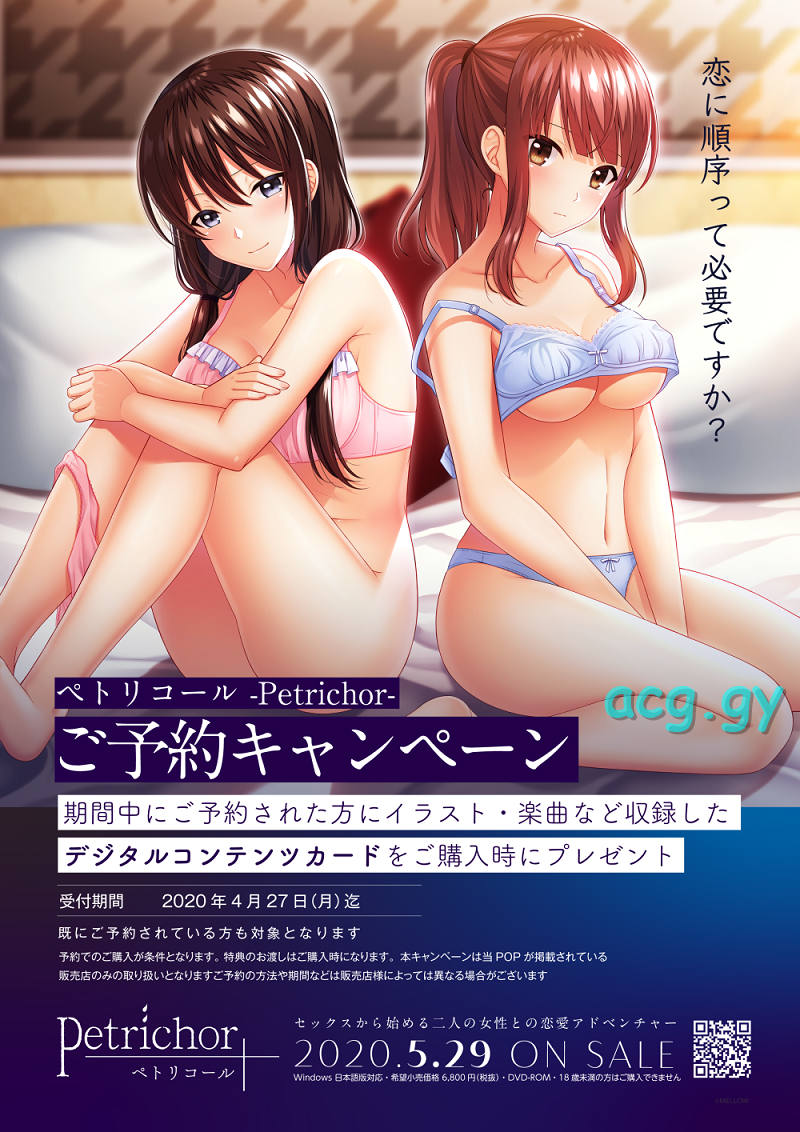 恋に順序って必要ですか？
ペトリコール -Petrichor-
ご予約キャンペーン
acg.gy
期間中にご予約された方にイラスト・楽曲など収録した
デジタルコンテンツカードをご購入時にプレゼント
受付期間　2020年4月27日(月)迄
既にご予約されている方も対象となります
予約でのご購入が条件となります。特典のお渡しはご購入時になります。本キャンペーンは当POPが掲載されている
販売店のみの取り扱いとなりますご予約の方法や期間などは販売店様によっては異なる場合がございます
Petrichor
ペトリコール
セックスから始める二人の女性との恋愛アドベンチャー
2020.5.29 ON SALE
Windows 日本語版対応・希望小売価格 6,800円(税抜)・DVD-ROM・18歳未満の方はご購入できません